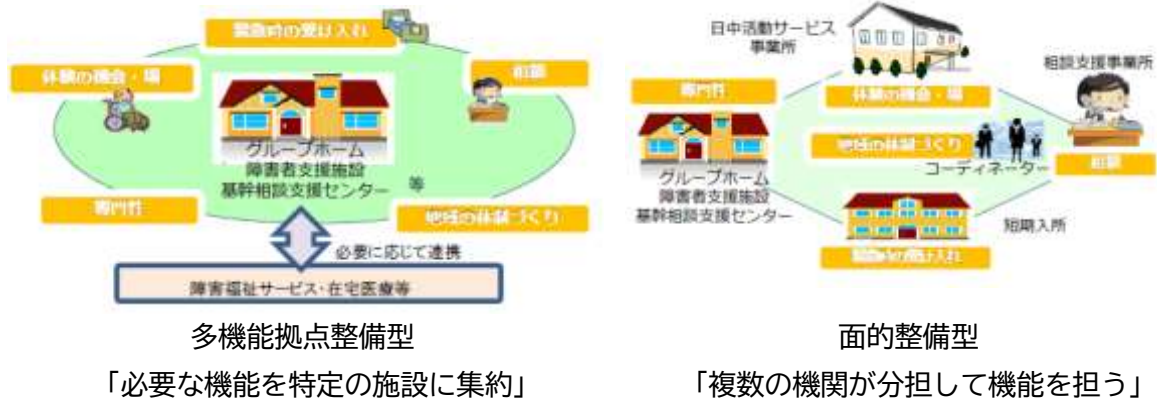 緊急時の受け入れ
体験の機会・場
相談
グループホーム
障害者支援施設
基幹相談支援センター 等
専門性
地域の体制づくり
必要に応じて連携
障害福祉サービス・在宅医療等
多機能拠点整備型
「必要な機能を特定の施設に集約」
日中活動サービス
事業所
相談支援事業所
専門性
体験の機会・場
地域の体制づくり
コーディネーター
相談
グループホーム
障害者支援施設
基幹相談支援センター
短期入所
緊急時の受け入れ
面的整備型
「複数の機関が分担して機能を担う」